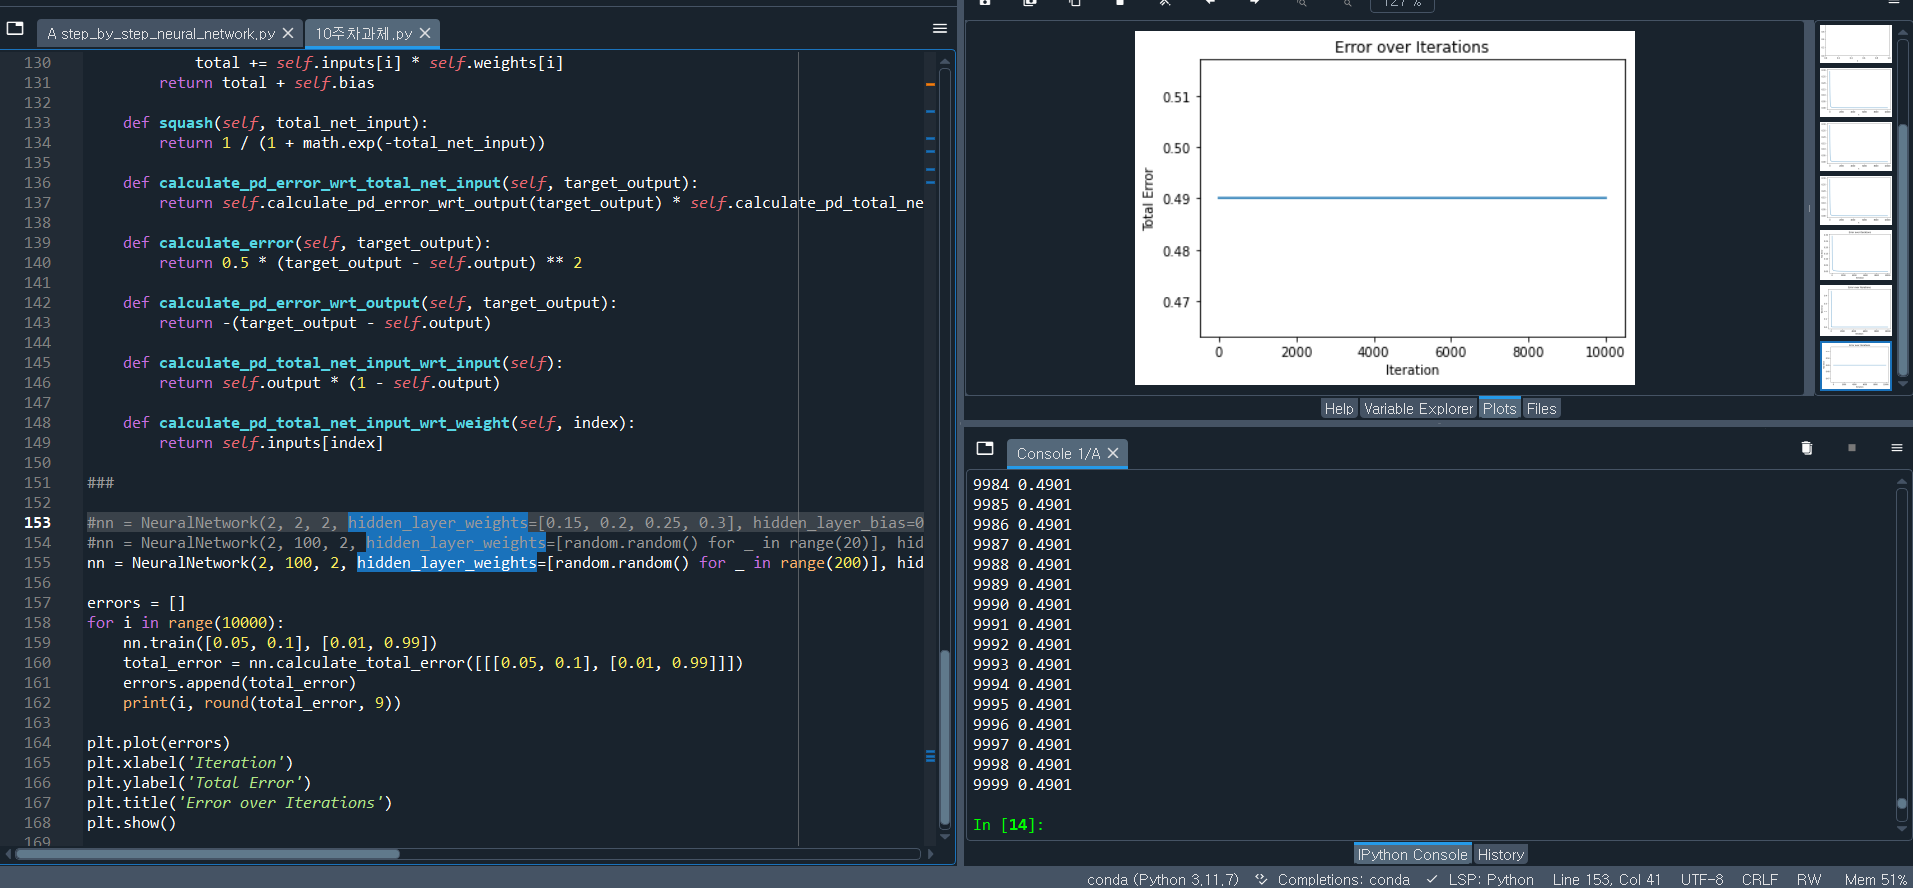 127 %
A step_by_step_neural_network.py
10주차과체.py
130 total += self.inputs[i] * self.weights[i]
131 return total + self.bias
132
133 def squash(self, total_net_input):
134 return 1 / (1 + math.exp(-total_net_input))
135
136 def calculate_pd_error_wrt_total_net_input(self, target_output):
137 return self.calculate_pd_error_wrt_output(target_output) * self.calculate_pd_total_ne
138
139 def calculate_error(self, target_output):
140 return 0.5 * (target_output - self.output) ** 2
141
142 def calculate_pd_error_wrt_output(self, target_output):
143 return -(target_output - self.output)
144
145 def calculate_pd_total_net_input_wrt_input(self):
146 return self.output * (1 - self.output)
147
148 def calculate_pd_total_net_input_wrt_weight(self, index):
149 return self.inputs[index]
150
151 ###
152
153 #nn = NeuralNetwork(2, 2, 2, hidden_layer_weights=[0.15, 0.2, 0.25, 0.3], hidden_layer_bias=0
154 #nn = NeuralNetwork(2, 100, 2, hidden_layer_weights=[random.random() for _ in range(20)], hid
155 nn = NeuralNetwork(2, 100, 2, hidden_layer_weights=[random.random() for _ in range(200)], hid
156
157 errors = []
158 for i in range(10000):
159 nn.train([0.05, 0.1], [0.01, 0.99])
160 total_error = nn.calculate_total_error([[[0.05, 0.1], [0.01, 0.99]]])
161 errors.append(total_error)
162 print(i, round(total_error, 9))
163
164 plt.plot(errors)
165 plt.xlabel('Iteration')
166 plt.ylabel('Total Error')
167 plt.title('Error over Iterations')
168 plt.show()
169
Error over Iterations
Total Error
0.51
0.50
0.49
0.48
0.47
0 2000 4000 6000 8000 10000
Iteration
Help Variable Explorer Plots Files
Console 1/A
9984 0.4901
9985 0.4901
9986 0.4901
9987 0.4901
9988 0.4901
9989 0.4901
9990 0.4901
9991 0.4901
9992 0.4901
9993 0.4901
9994 0.4901
9995 0.4901
9996 0.4901
9997 0.4901
9998 0.4901
9999 0.4901
In [14]:
IPython Console History
conda (Python 3.11.7) Completions: conda LSP: Python Line 153, Col 41 UTF-8 CRLF RW Mem 51%